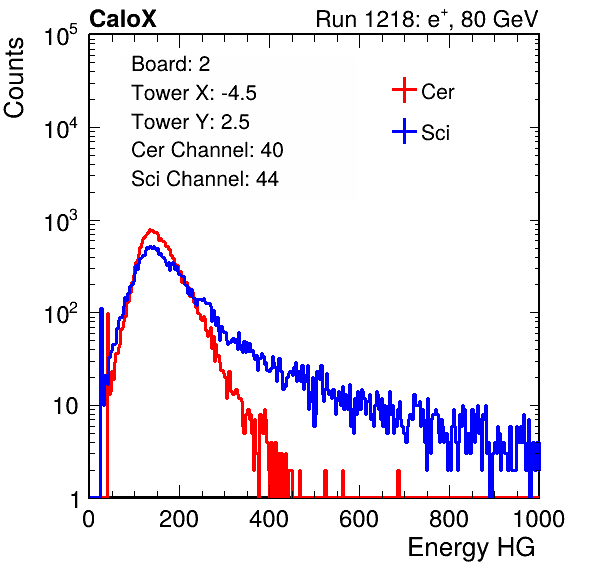 CaloX Run 1218: e⁺, 80 GeV
Counts
Board: 2
Tower X: -4.5
Tower Y: 2.5
Cer Channel: 40
Sci Channel: 44
Cer
Sci
10⁵
10⁴
10³
10²
10
1
0 200 400 600 800 1000
Energy HG